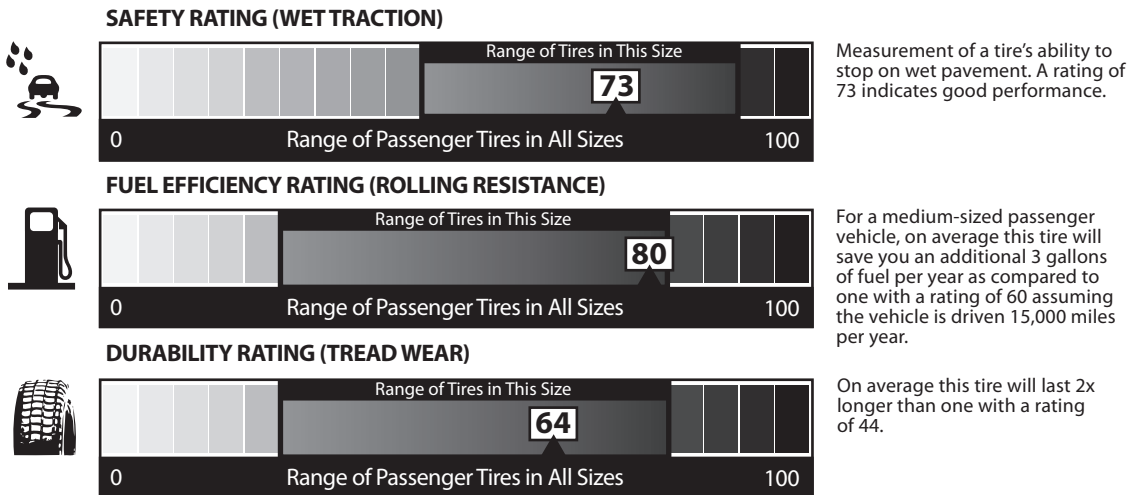 SAFETY RATING (WET TRACTION)
Range of Tires in This Size
73
0 Range of Passenger Tires in All Sizes 100
Measurement of a tire's ability to
stop on wet pavement. A rating of
73 indicates good performance.
FUEL EFFICIENCY RATING (ROLLING RESISTANCE)
Range of Tires in This Size
80
0 Range of Passenger Tires in All Sizes 100
For a medium-sized passenger
vehicle, on average this tire will
save you an additional 3 gallons
of fuel per year as compared to
one with a rating of 60 assuming
the vehicle is driven 15,000 miles
per year.
DURABILITY RATING (TREAD WEAR)
Range of Tires in This Size
64
0 Range of Passenger Tires in All Sizes 100
On average this tire will last 2x
longer than one with a rating
of 44.